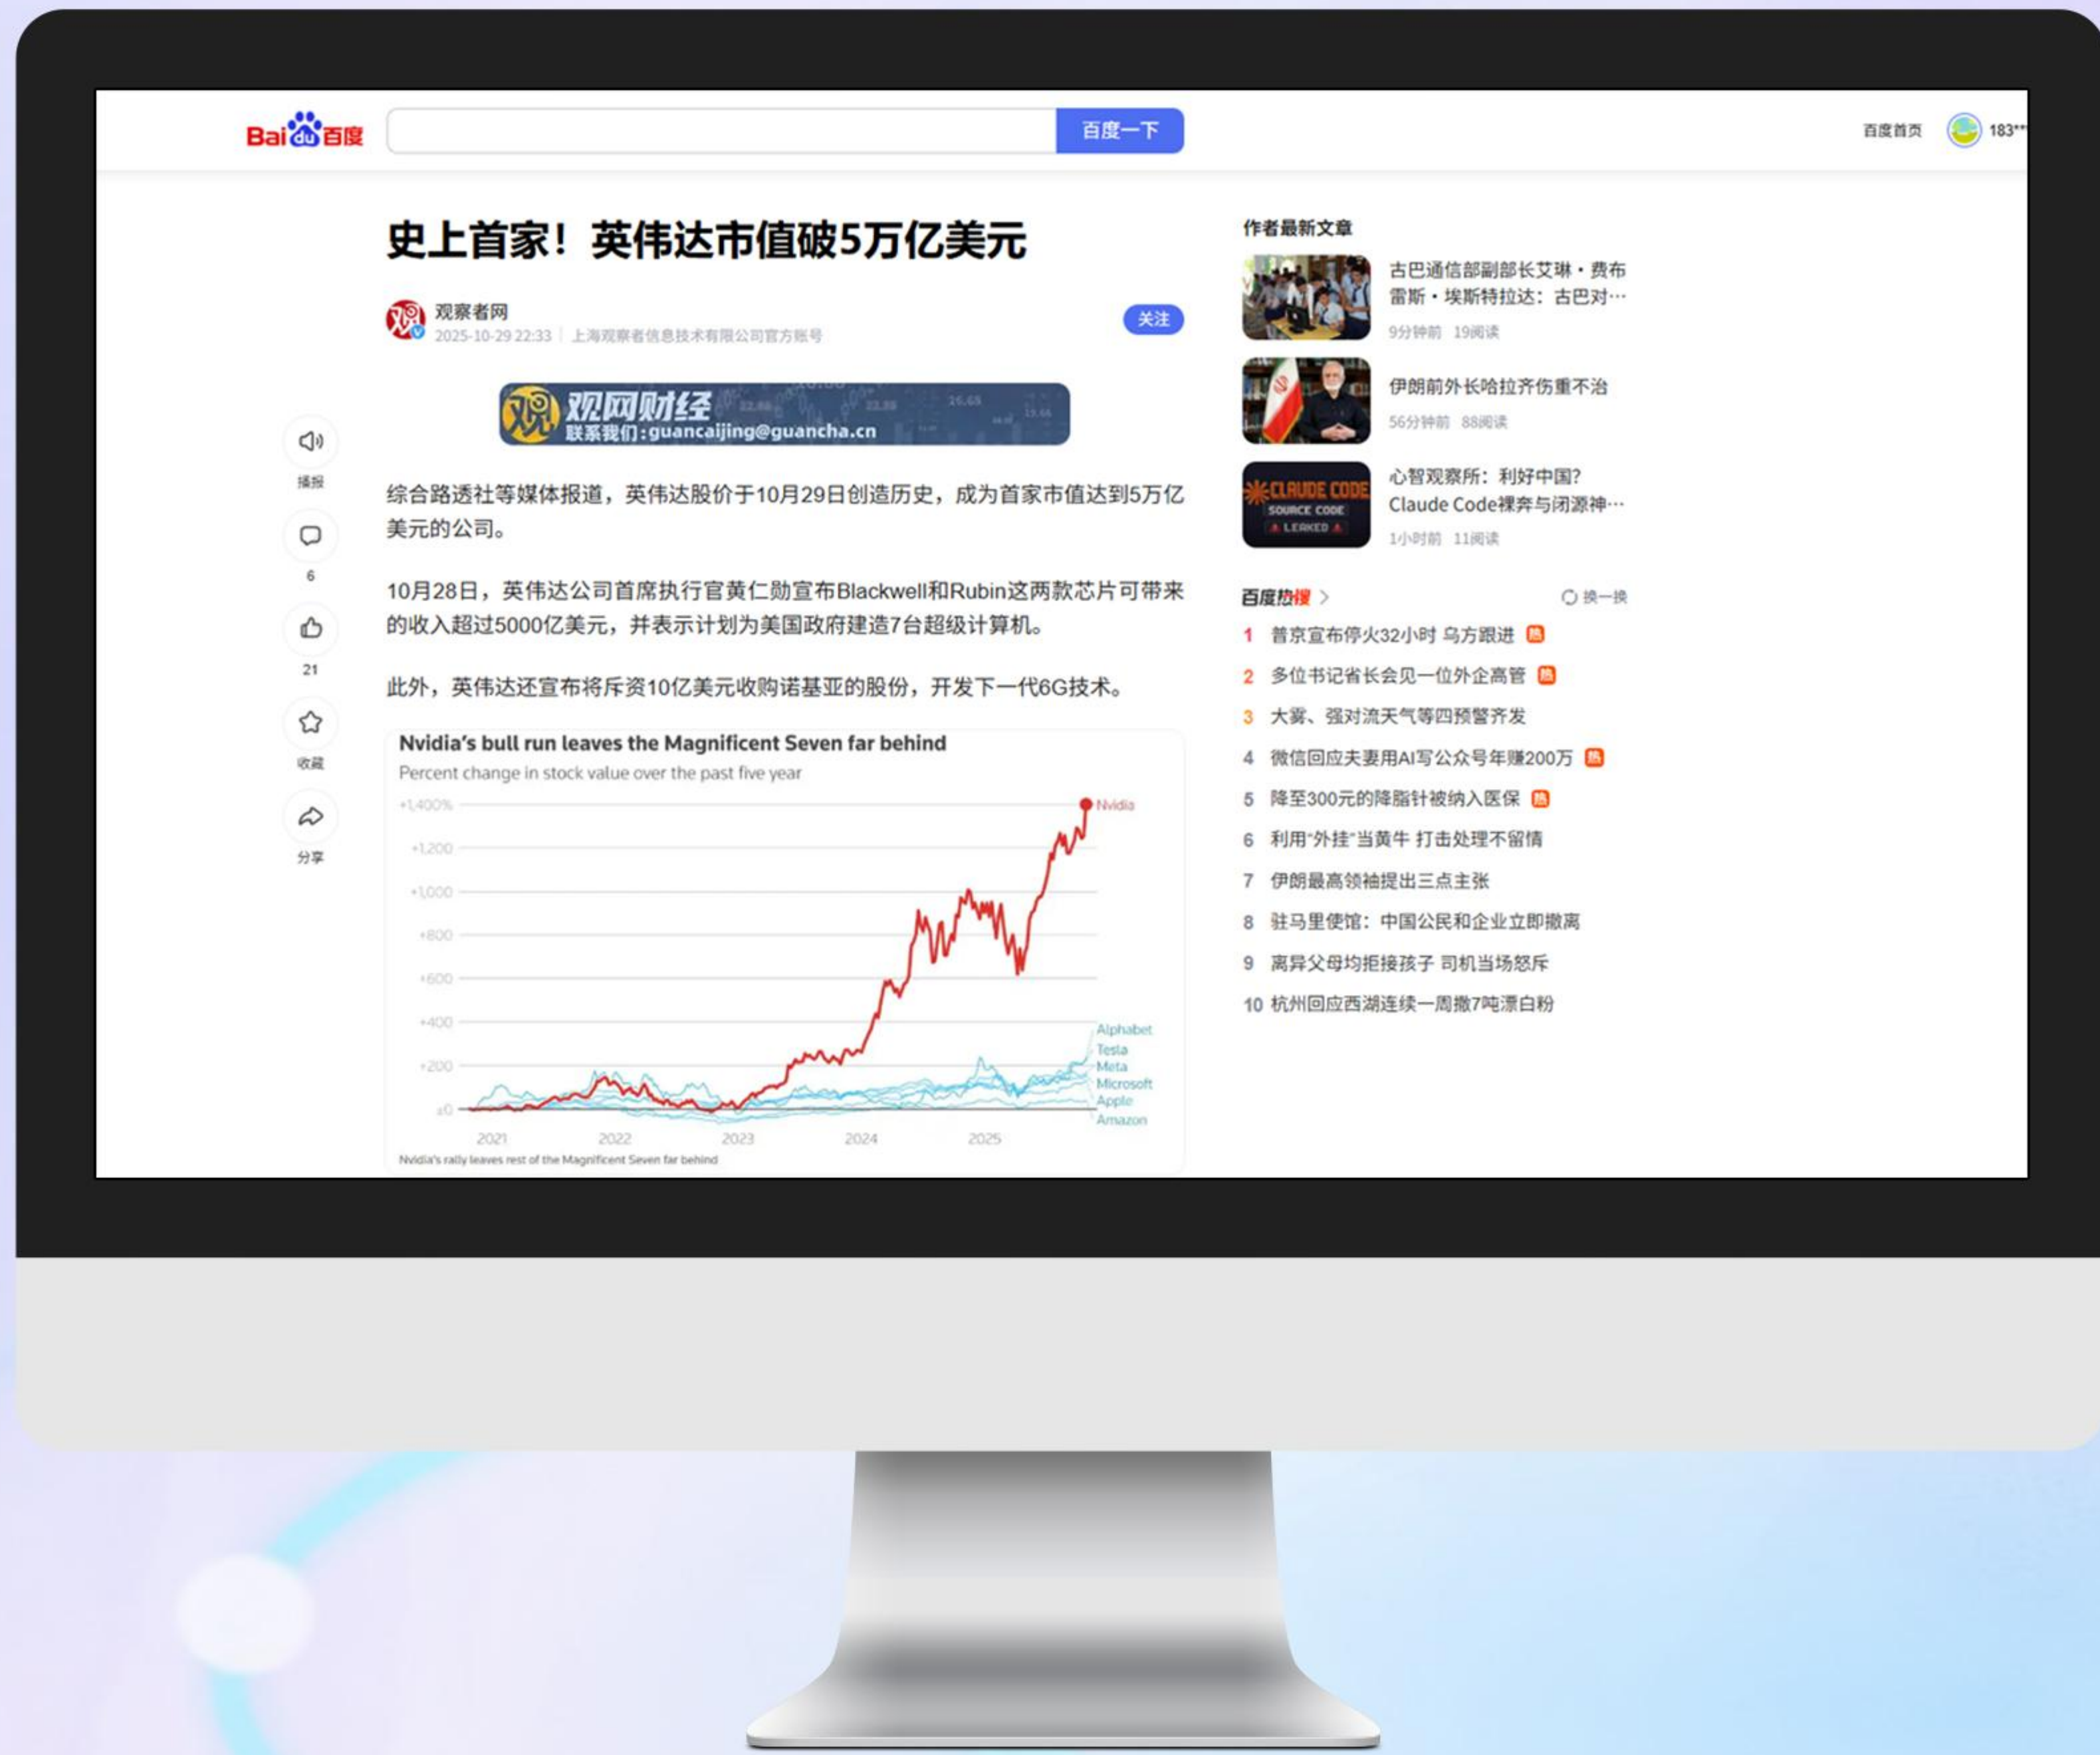 Bai du 百度
百度一下
百度首页
183**
史上首家！英伟达市值破5万亿美元
观察者网
2025-10-29 22:33 上海观察者信息技术有限公司官方账号
关注
观 观网财经
联系我们:guancaijing@guancha.cn
播报
6
21
收藏
分享
综合路透社等媒体报道，英伟达股价于10月29日创造历史，成为首家市值达到5万亿
美元的公司。
10月28日，英伟达公司首席执行官黄仁勋宣布Blackwell和Rubin这两款芯片可带来
的收入超过5000亿美元，并表示计划为美国政府建造7台超级计算机。
此外，英伟达还宣布将斥资10亿美元收购诺基亚的股份，开发下一代6G技术。
Nvidia's bull run leaves the Magnificent Seven far behind
Percent change in stock value over the past five year
+1,400%
+1,200
+1,000
+800
+600
+400
+200
±0
Nvidia
Alphabet
Tesla
Meta
Microsoft
Apple
Amazon
2021 2022 2023 2024 2025
Nvidia's rally leaves rest of the Magnificent Seven far behind
作者最新文章
古巴通信部副部长艾琳·费布
雷斯·埃斯特拉达：古巴对…
9分钟前 19阅读
伊朗前外长哈拉齐伤重不治
56分钟前 88阅读
CLAUDE CODE
SOURCE CODE
LEAKED
心智观察所：利好中国？
Claude Code裸奔与闭源神…
1小时前 11阅读
百度热搜
换一换
1 普京宣布停火32小时 乌方跟进 热
2 多位书记省长会见一位外企高管 热
3 大雾、强对流天气等四预警齐发
4 微信回应夫妻用AI写公众号年赚200万 热
5 降至300元的降脂针被纳入医保 热
6 利用"外挂"当黄牛 打击处理不留情
7 伊朗最高领袖提出三点主张
8 驻马里使馆：中国公民和企业立即撤离
9 离异父母均拒接孩子 司机当场怒斥
10 杭州回应西湖连续一周撒7吨漂白粉